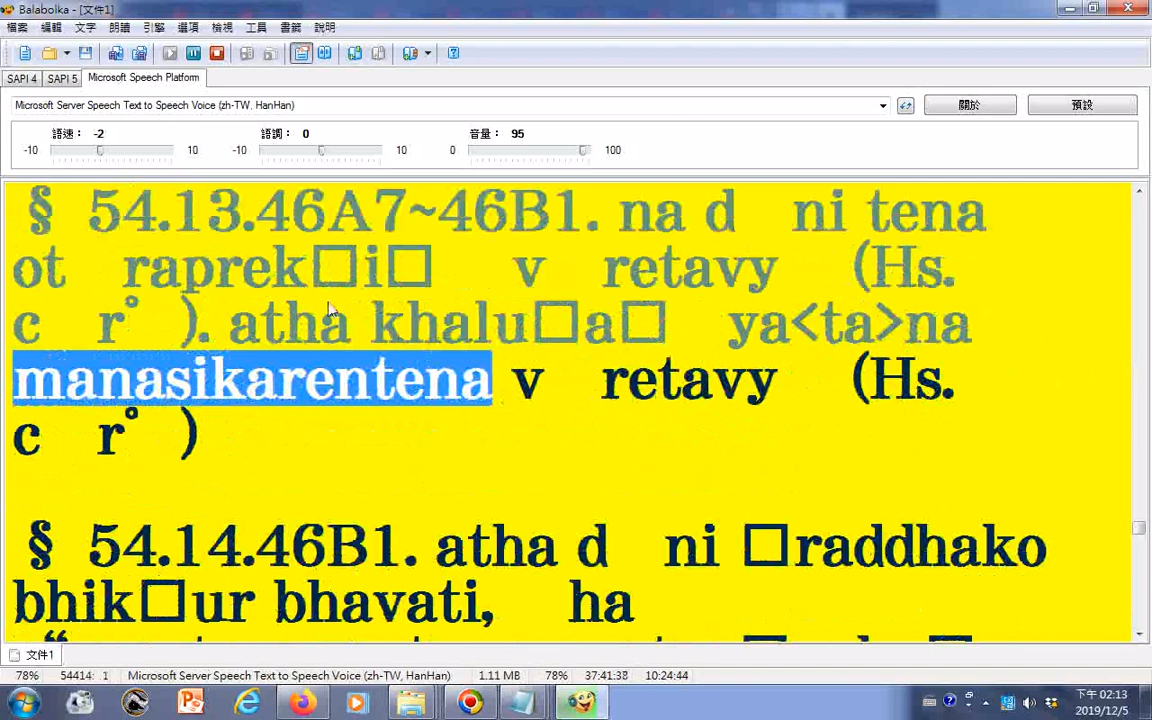 Balabolka - [文件1]
檔案 編輯 文字 朗讀 引擎 選項 檢視 工具 書籤 說明
SAPI 4 SAPI 5 Microsoft Speech Platform
Microsoft Server Speech Text to Speech Voice (zh-TW, HanHan) 關於 預設
語速： -2 語調： 0 音量： 95
-10 10 -10 10 0 100
§ 54.13.46A7~46B1. na d ni tena
ot raprek□i□ v retavy (Hs.
c r° ). atha khalu□a□ ya<ta>na
manasikarentena v retavy (Hs.
c r° )
§ 54.14.46B1. atha d ni □raddhako
bhik□ur bhavati, ha
文件1
78% 54414: 1 Microsoft Server Speech Text to Speech Voice (zh-TW, HanHan) 1.11 MB 78% 37:41:38 10:24:44
下午 02:13
2019/12/5